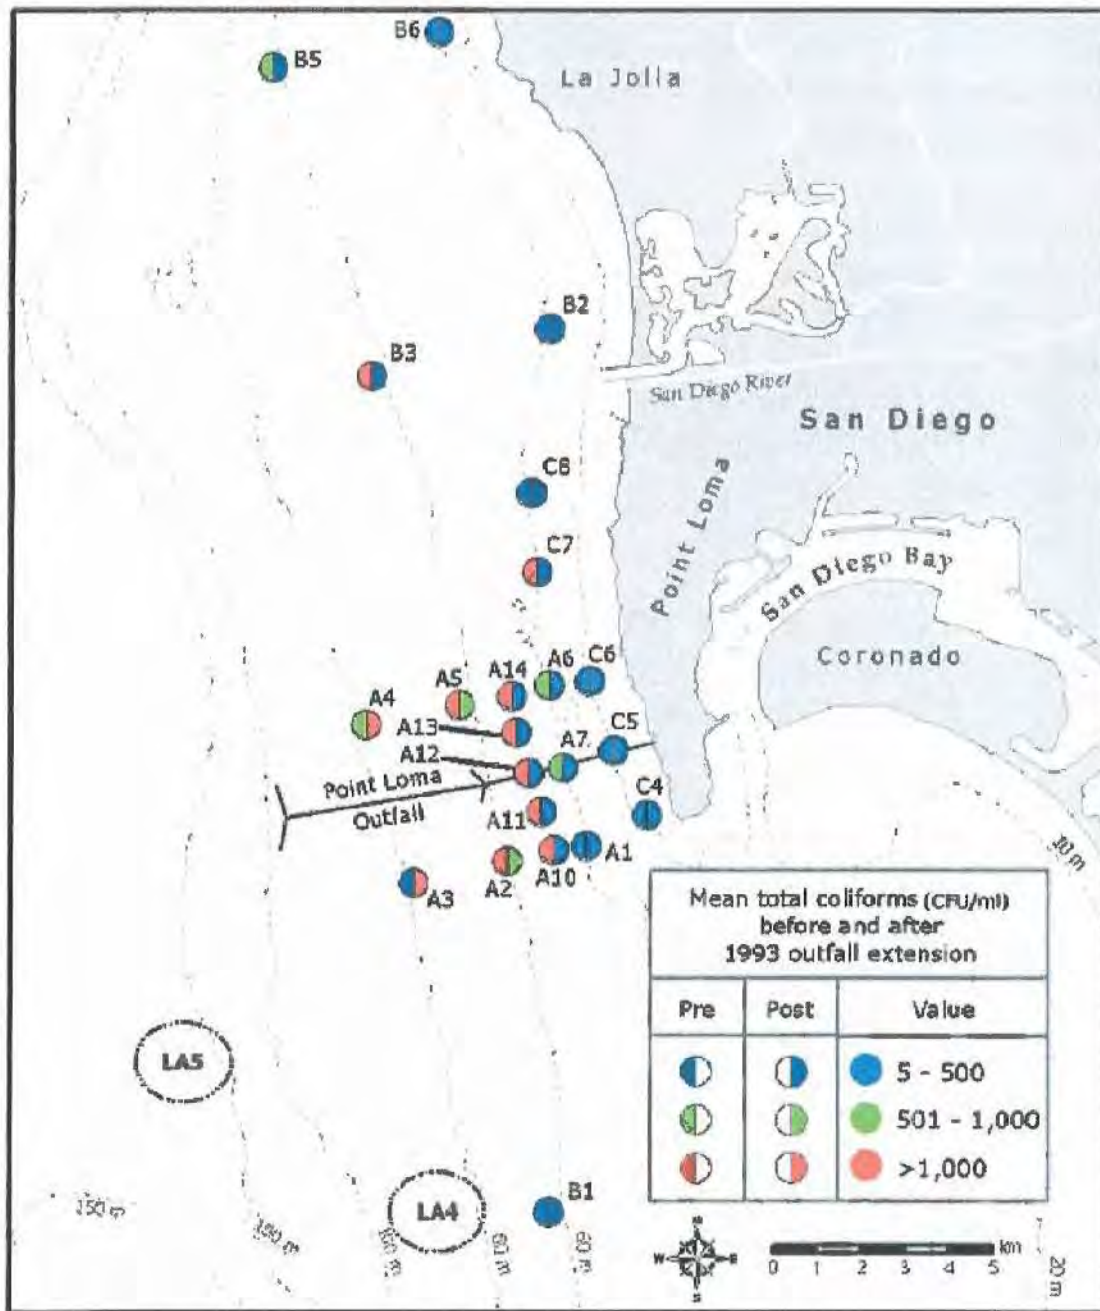 B6
La Jolla
B5
B2
B3
San Diego River
San Diego
C8
Point Loma
C7
San Diego Bay
Coronado
A14
A6
C6
A5
A4
A13
C5
A12
A7
Point Loma
Outfall
C4
A11
A1
A10
A2
A3
10 m
Mean total coliforms (CFU/ml)
before and after
1993 outfall extension
Pre
Post
Value
5 - 500
501 - 1,000
>1,000
LA5
LA4
B1
150 m
150 m
100 m
80 m
60 m
20 m
N
W
E
S
km
0 1 2 3 4 5